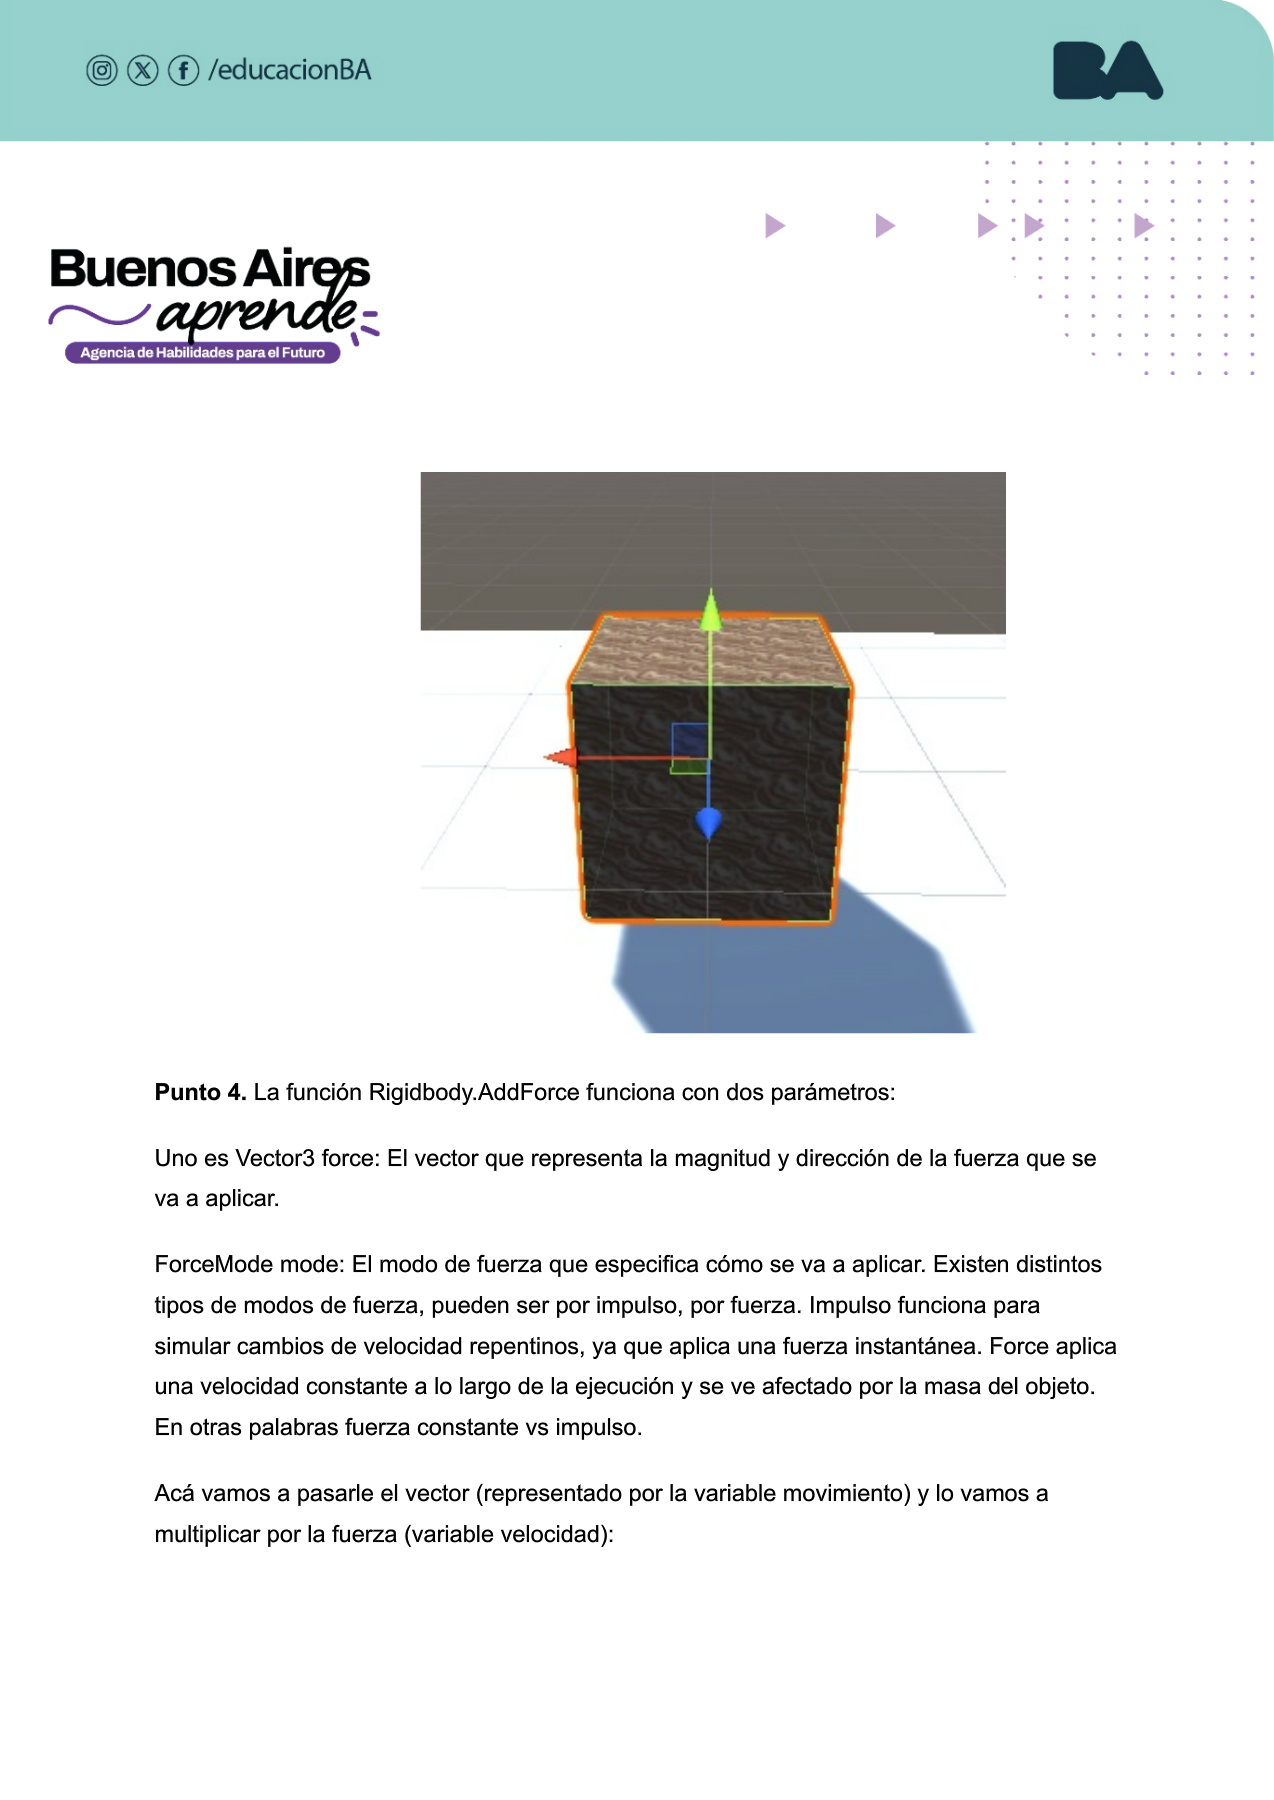 /educacionBA
BA
Buenos Aires
aprende
Agencia de Habilidades para el Futuro
Punto 4. La función Rigidbody.AddForce funciona con dos parámetros:
Uno es Vector3 force: El vector que representa la magnitud y dirección de la fuerza que se
va a aplicar.
ForceMode mode: El modo de fuerza que especifica cómo se va a aplicar. Existen distintos
tipos de modos de fuerza, pueden ser por impulso, por fuerza. Impulso funciona para
simular cambios de velocidad repentinos, ya que aplica una fuerza instantánea. Force aplica
una velocidad constante a lo largo de la ejecución y se ve afectado por la masa del objeto.
En otras palabras fuerza constante vs impulso.
Acá vamos a pasarle el vector (representado por la variable movimiento) y lo vamos a
multiplicar por la fuerza (variable velocidad):